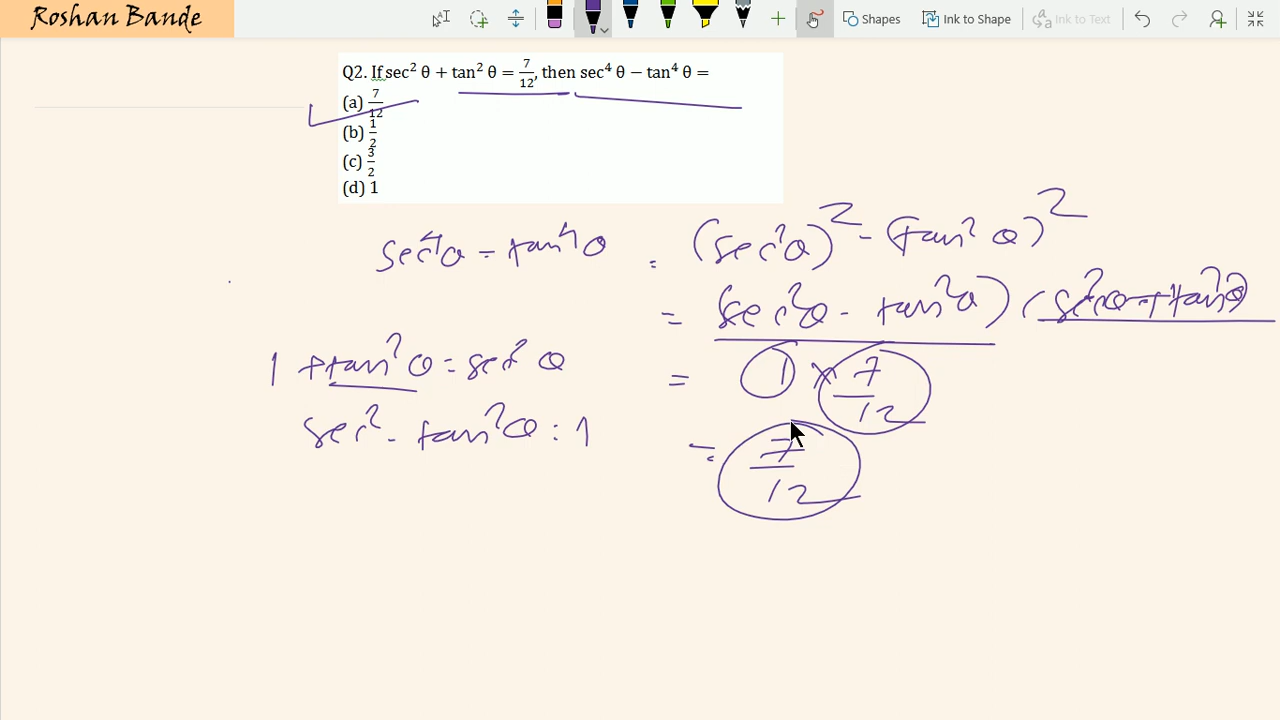 Roshan Bande
Shapes
Ink to Shape
Ink to Text
Q2. If sec² θ + tan² θ = 7/12, then sec⁴ θ − tan⁴ θ =
(a) 7/12
(b) 1/2
(c) 3/2
(d) 1
sec⁴θ - tan⁴θ = (sec²θ)² - (tan²θ)²
= (sec²θ - tan²θ) (sec²θ + tan²θ)
1 + tan²θ = sec²θ
= 1 × 7/12
sec² - tan²θ = 1
= 7/12